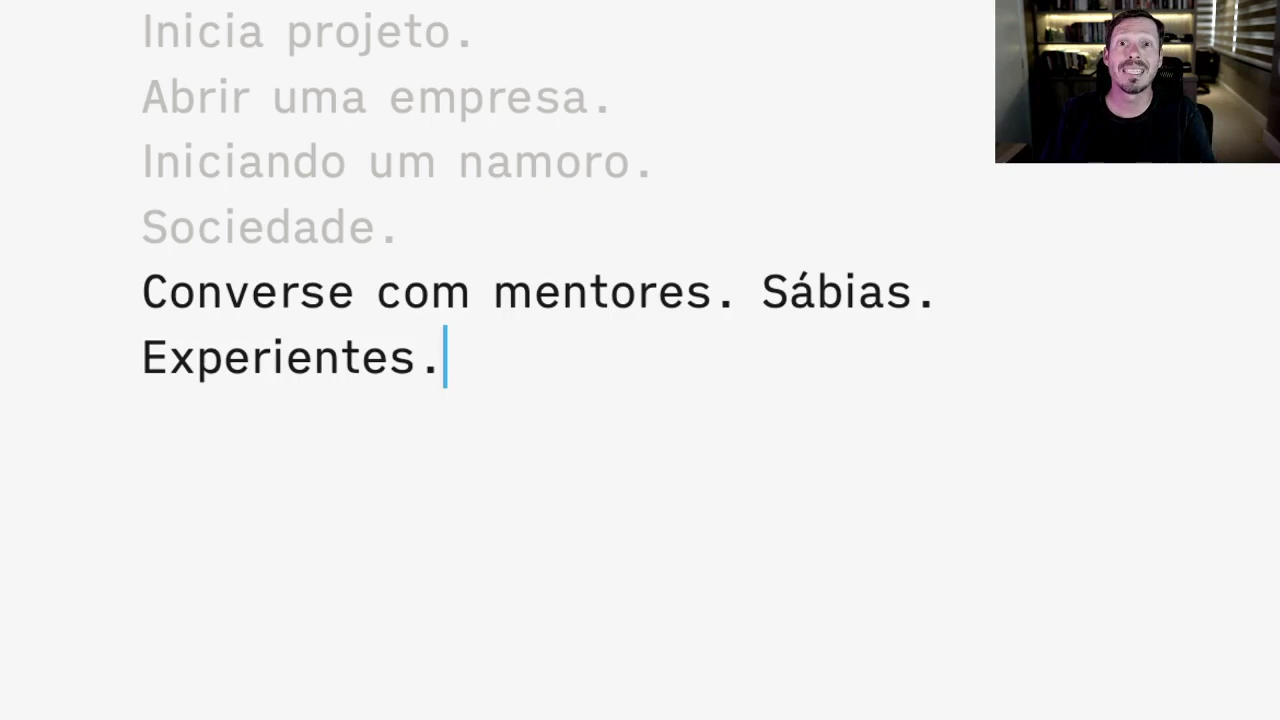 Inicia projeto.
Abrir uma empresa.
Iniciando um namoro.
Sociedade.
Converse com mentores. Sábias.
Experientes.